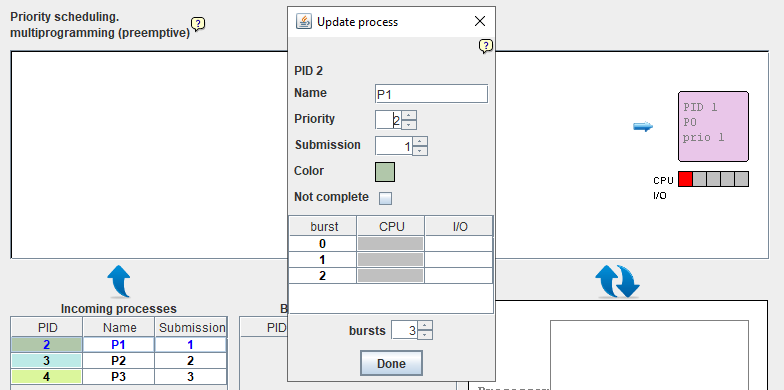 Priority scheduling.
multiprogramming (preemptive)
?
Update process
?
PID 2
Name P1
Priority 2
Submission 1
Color
Not complete
burst CPU I/O
0
1
2
bursts 3
Done
PID 1
P0
prio 1
CPU
I/O
Incoming processes
PID Name Submission
2 P1 1
3 P2 2
4 P3 3
B
PID